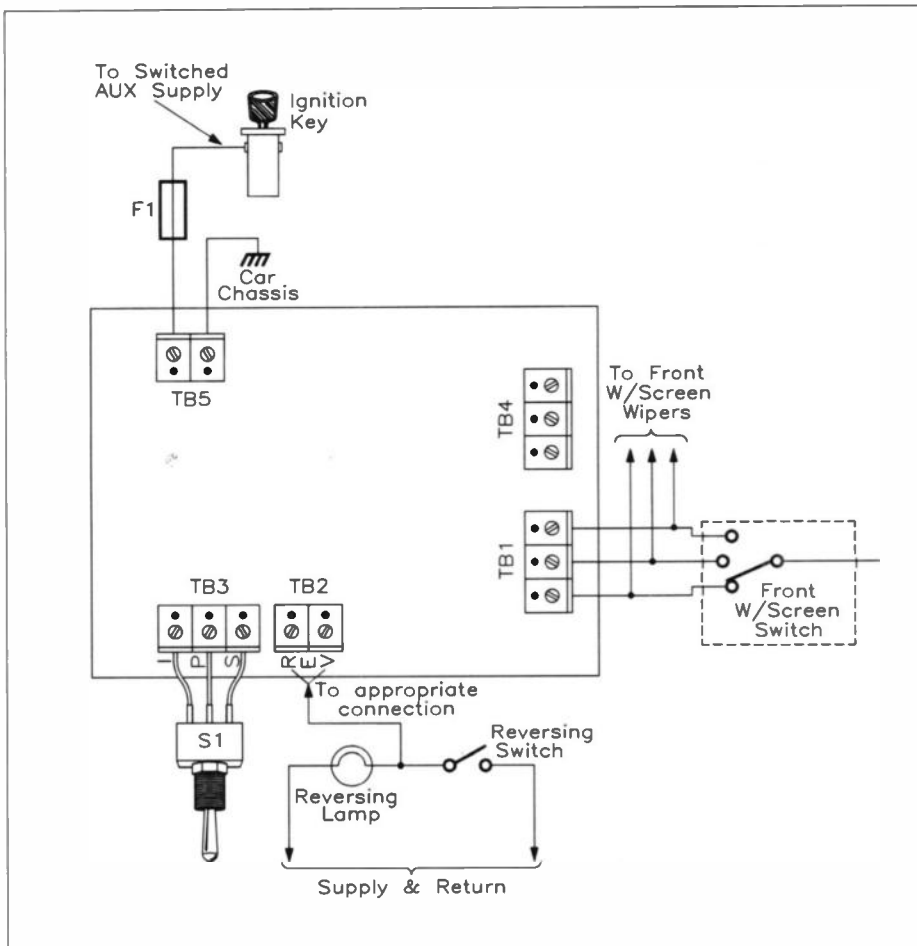 To Switched
AUX Supply
Ignition
Key
F1
Car
Chassis
TB5
TB4
To Front
W/Screen
Wipers
TB1
Front
W/Screen
Switch
TB3
TB2
I
P
S
REV
To appropriate
connection
S1
Reversing
Switch
Reversing
Lamp
Supply & Return